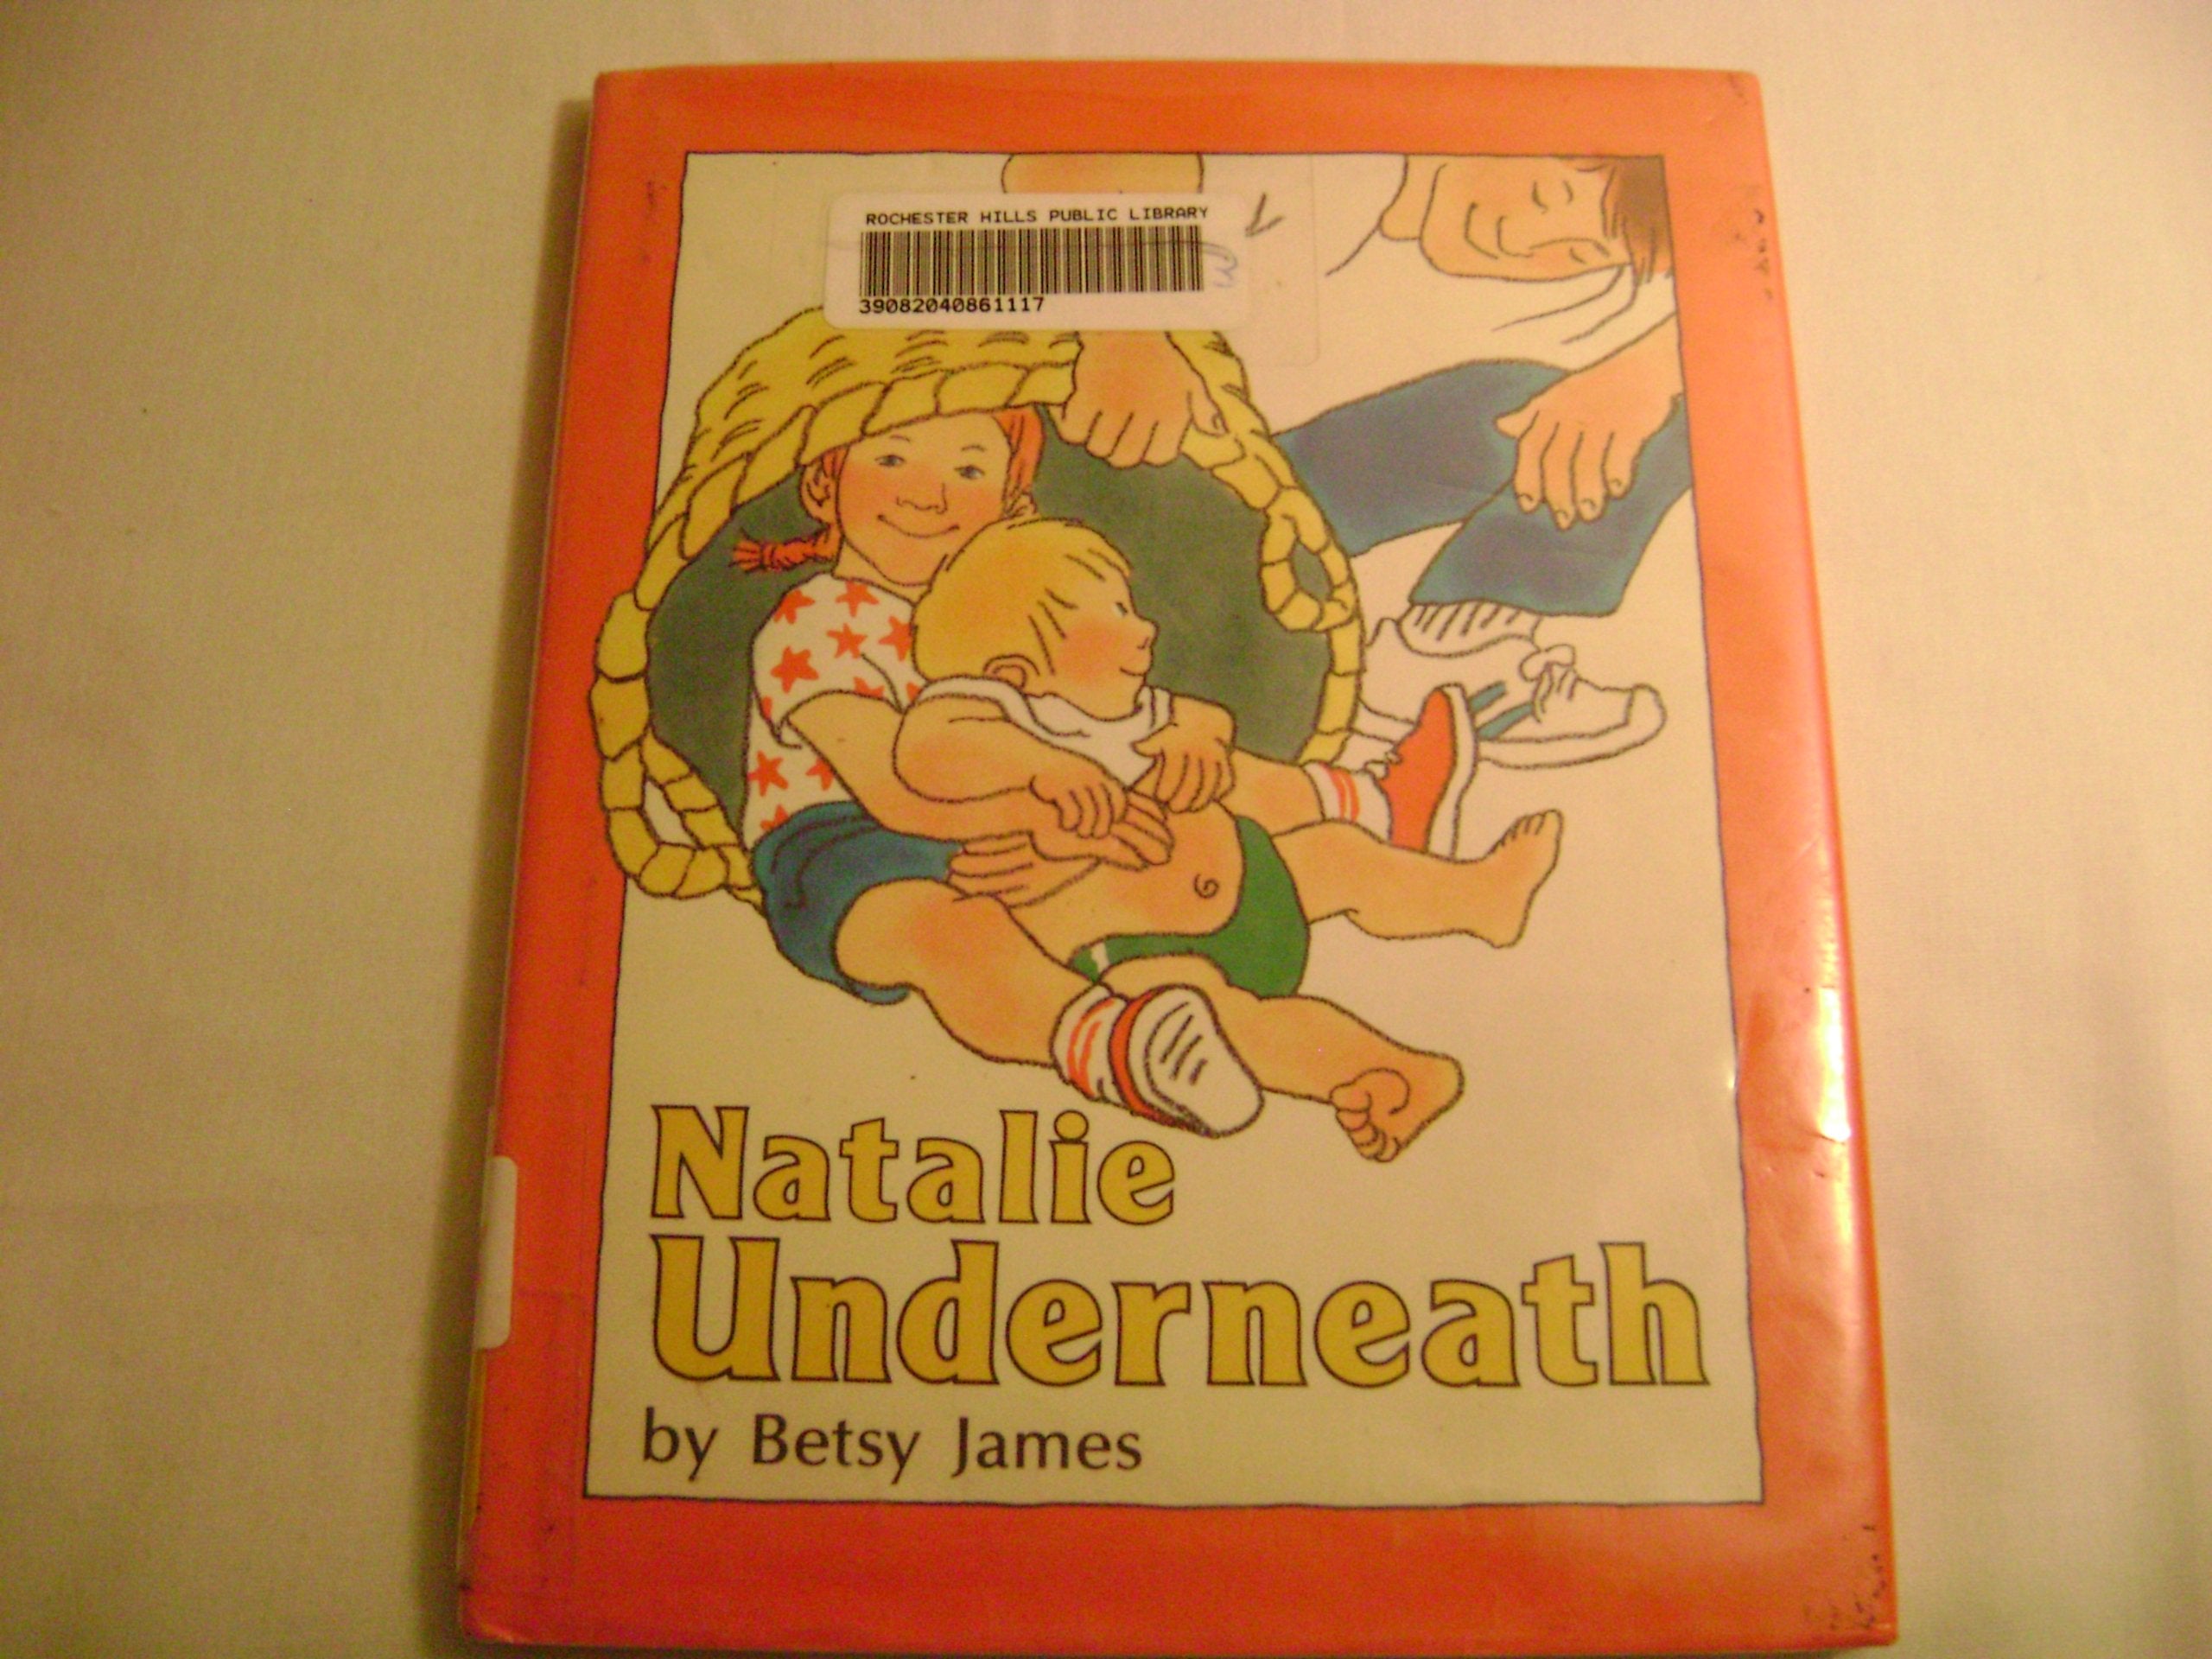 ROCHESTER HILLS PUBLIC LIBRARY
39082040861117
Natalie
Underneath
by Betsy James